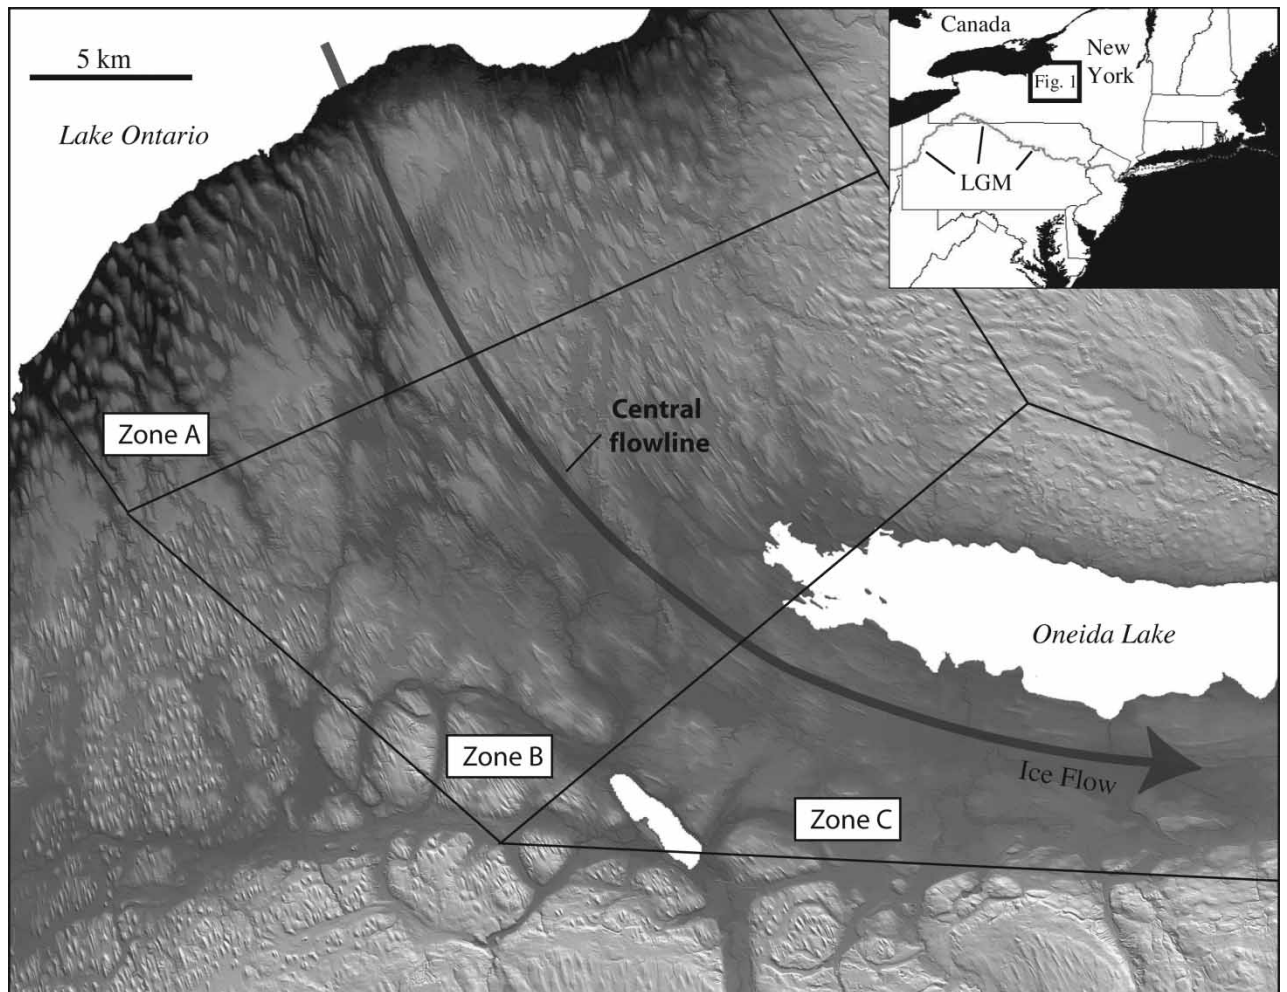 5 km
Lake Ontario
Canada
New
York
Fig. 1
LGM
Zone A
Central
flowline
Oneida Lake
Zone B
Ice Flow
Zone C